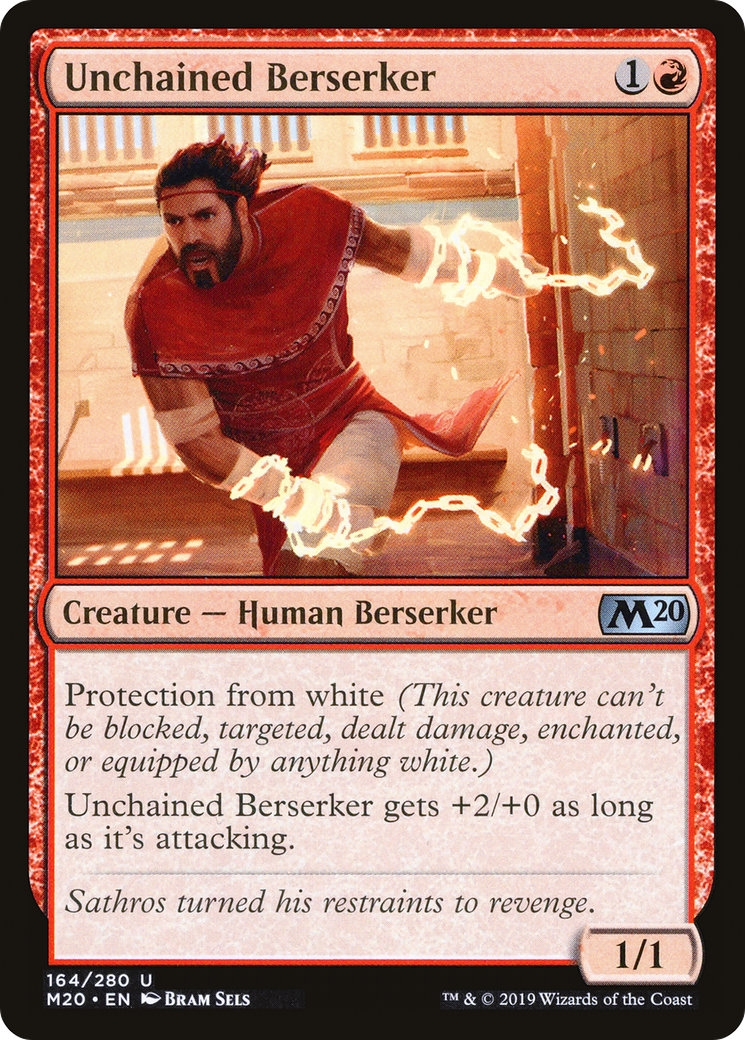 Unchained Berserker 1
Creature — Human Berserker M20
Protection from white (This creature can't
be blocked, targeted, dealt damage, enchanted,
or equipped by anything white.)
Unchained Berserker gets +2/+0 as long
as it's attacking.
Sathros turned his restraints to revenge.
1/1
164/280 U
M20 • EN Bram Sels
™ & © 2019 Wizards of the Coast